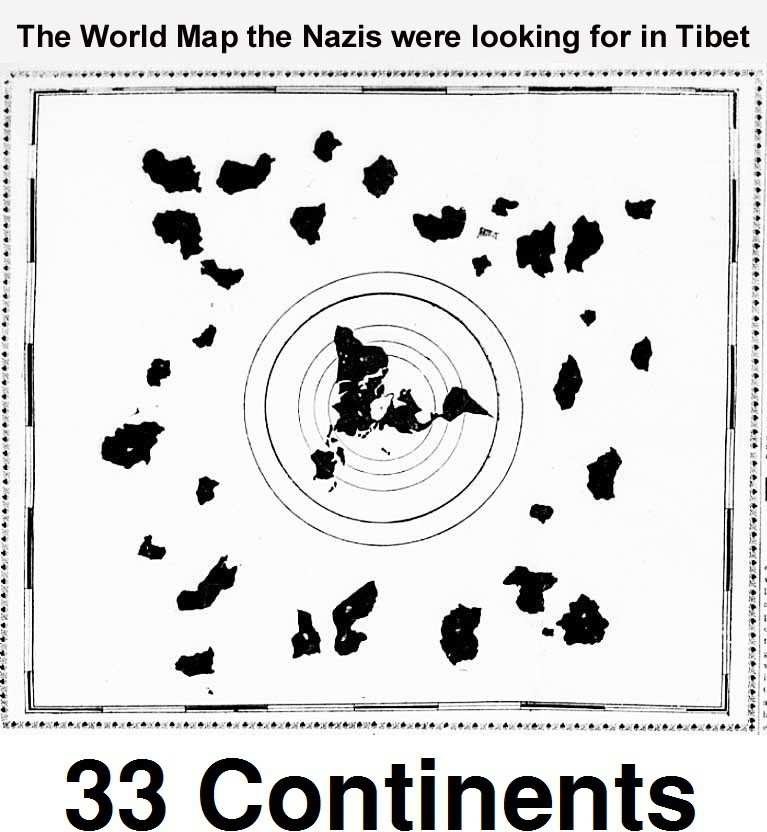 The World Map the Nazis were looking for in Tibet
33 Continents